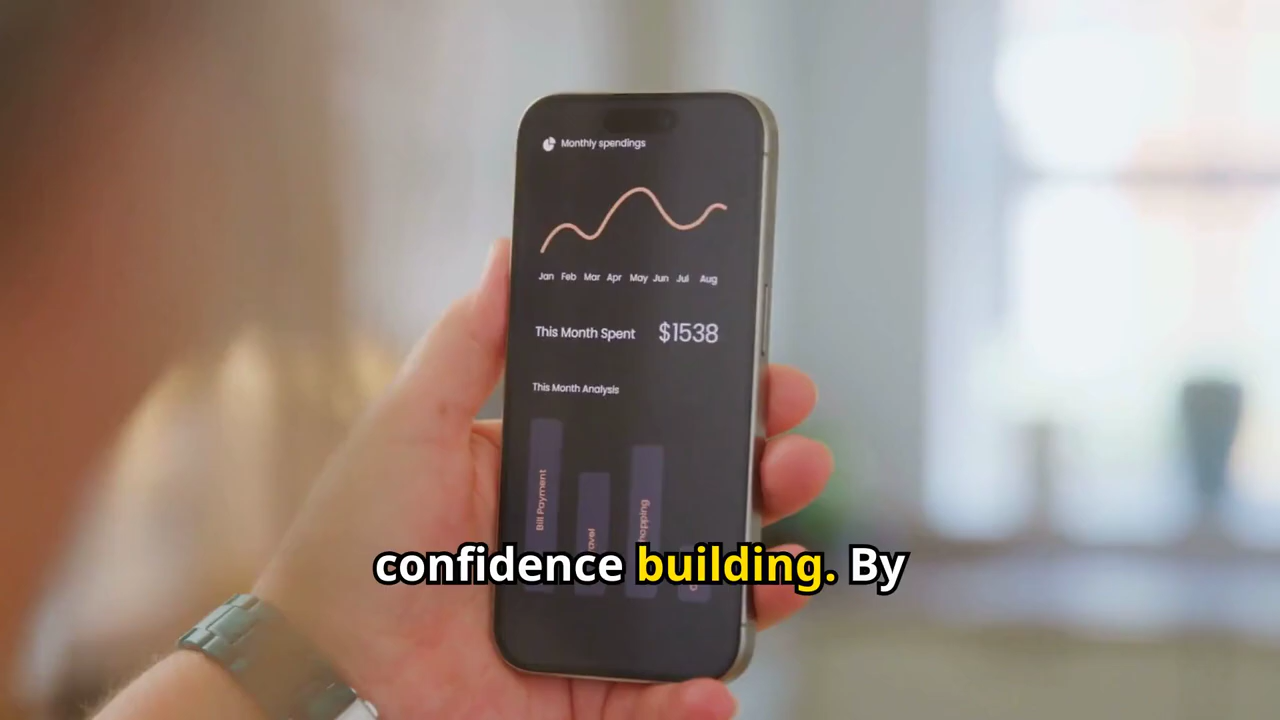 Monthly spendings
Jan Feb Mar Apr May Jun Jul Aug
This Month Spent $1538
This Month Analysis
Bill Payment
confidence building. By